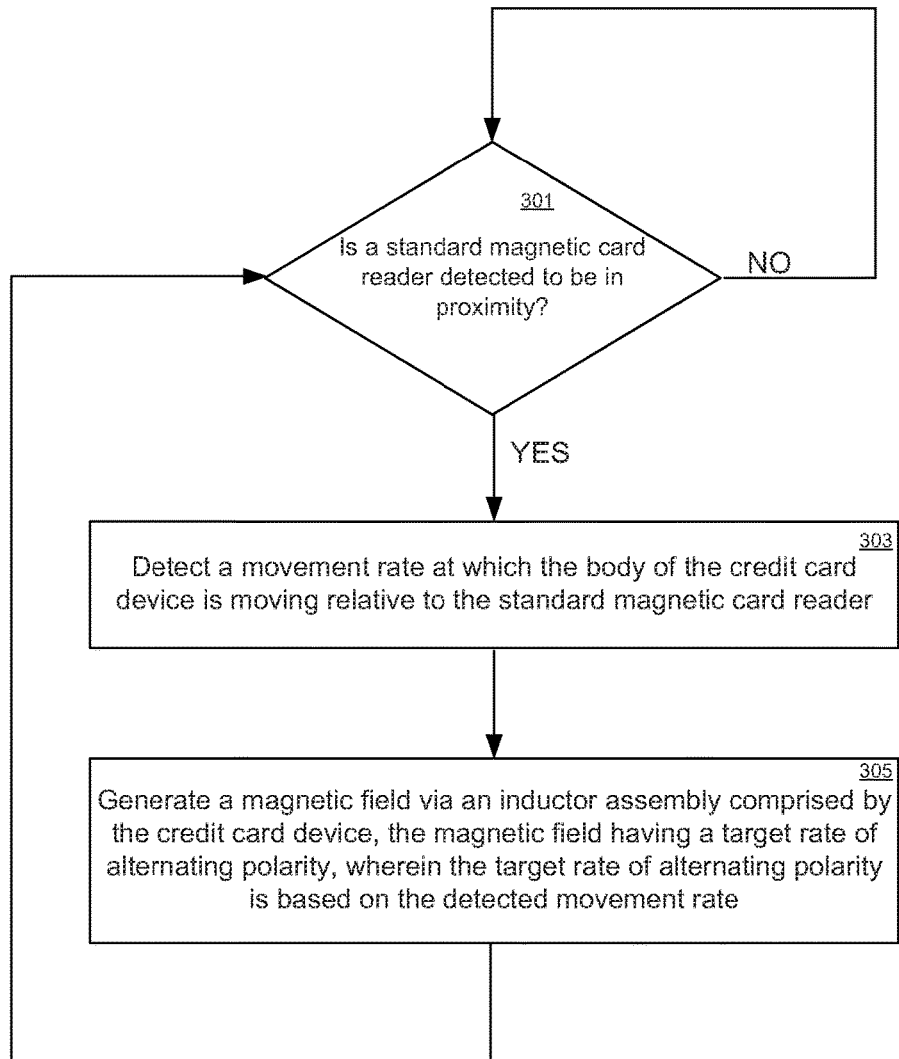 301
Is a standard magnetic card
reader detected to be in
proximity?
NO
YES
303
Detect a movement rate at which the body of the credit card
device is moving relative to the standard magnetic card reader
305
Generate a magnetic field via an inductor assembly comprised by
the credit card device, the magnetic field having a target rate of
alternating polarity, wherein the target rate of alternating polarity
is based on the detected movement rate